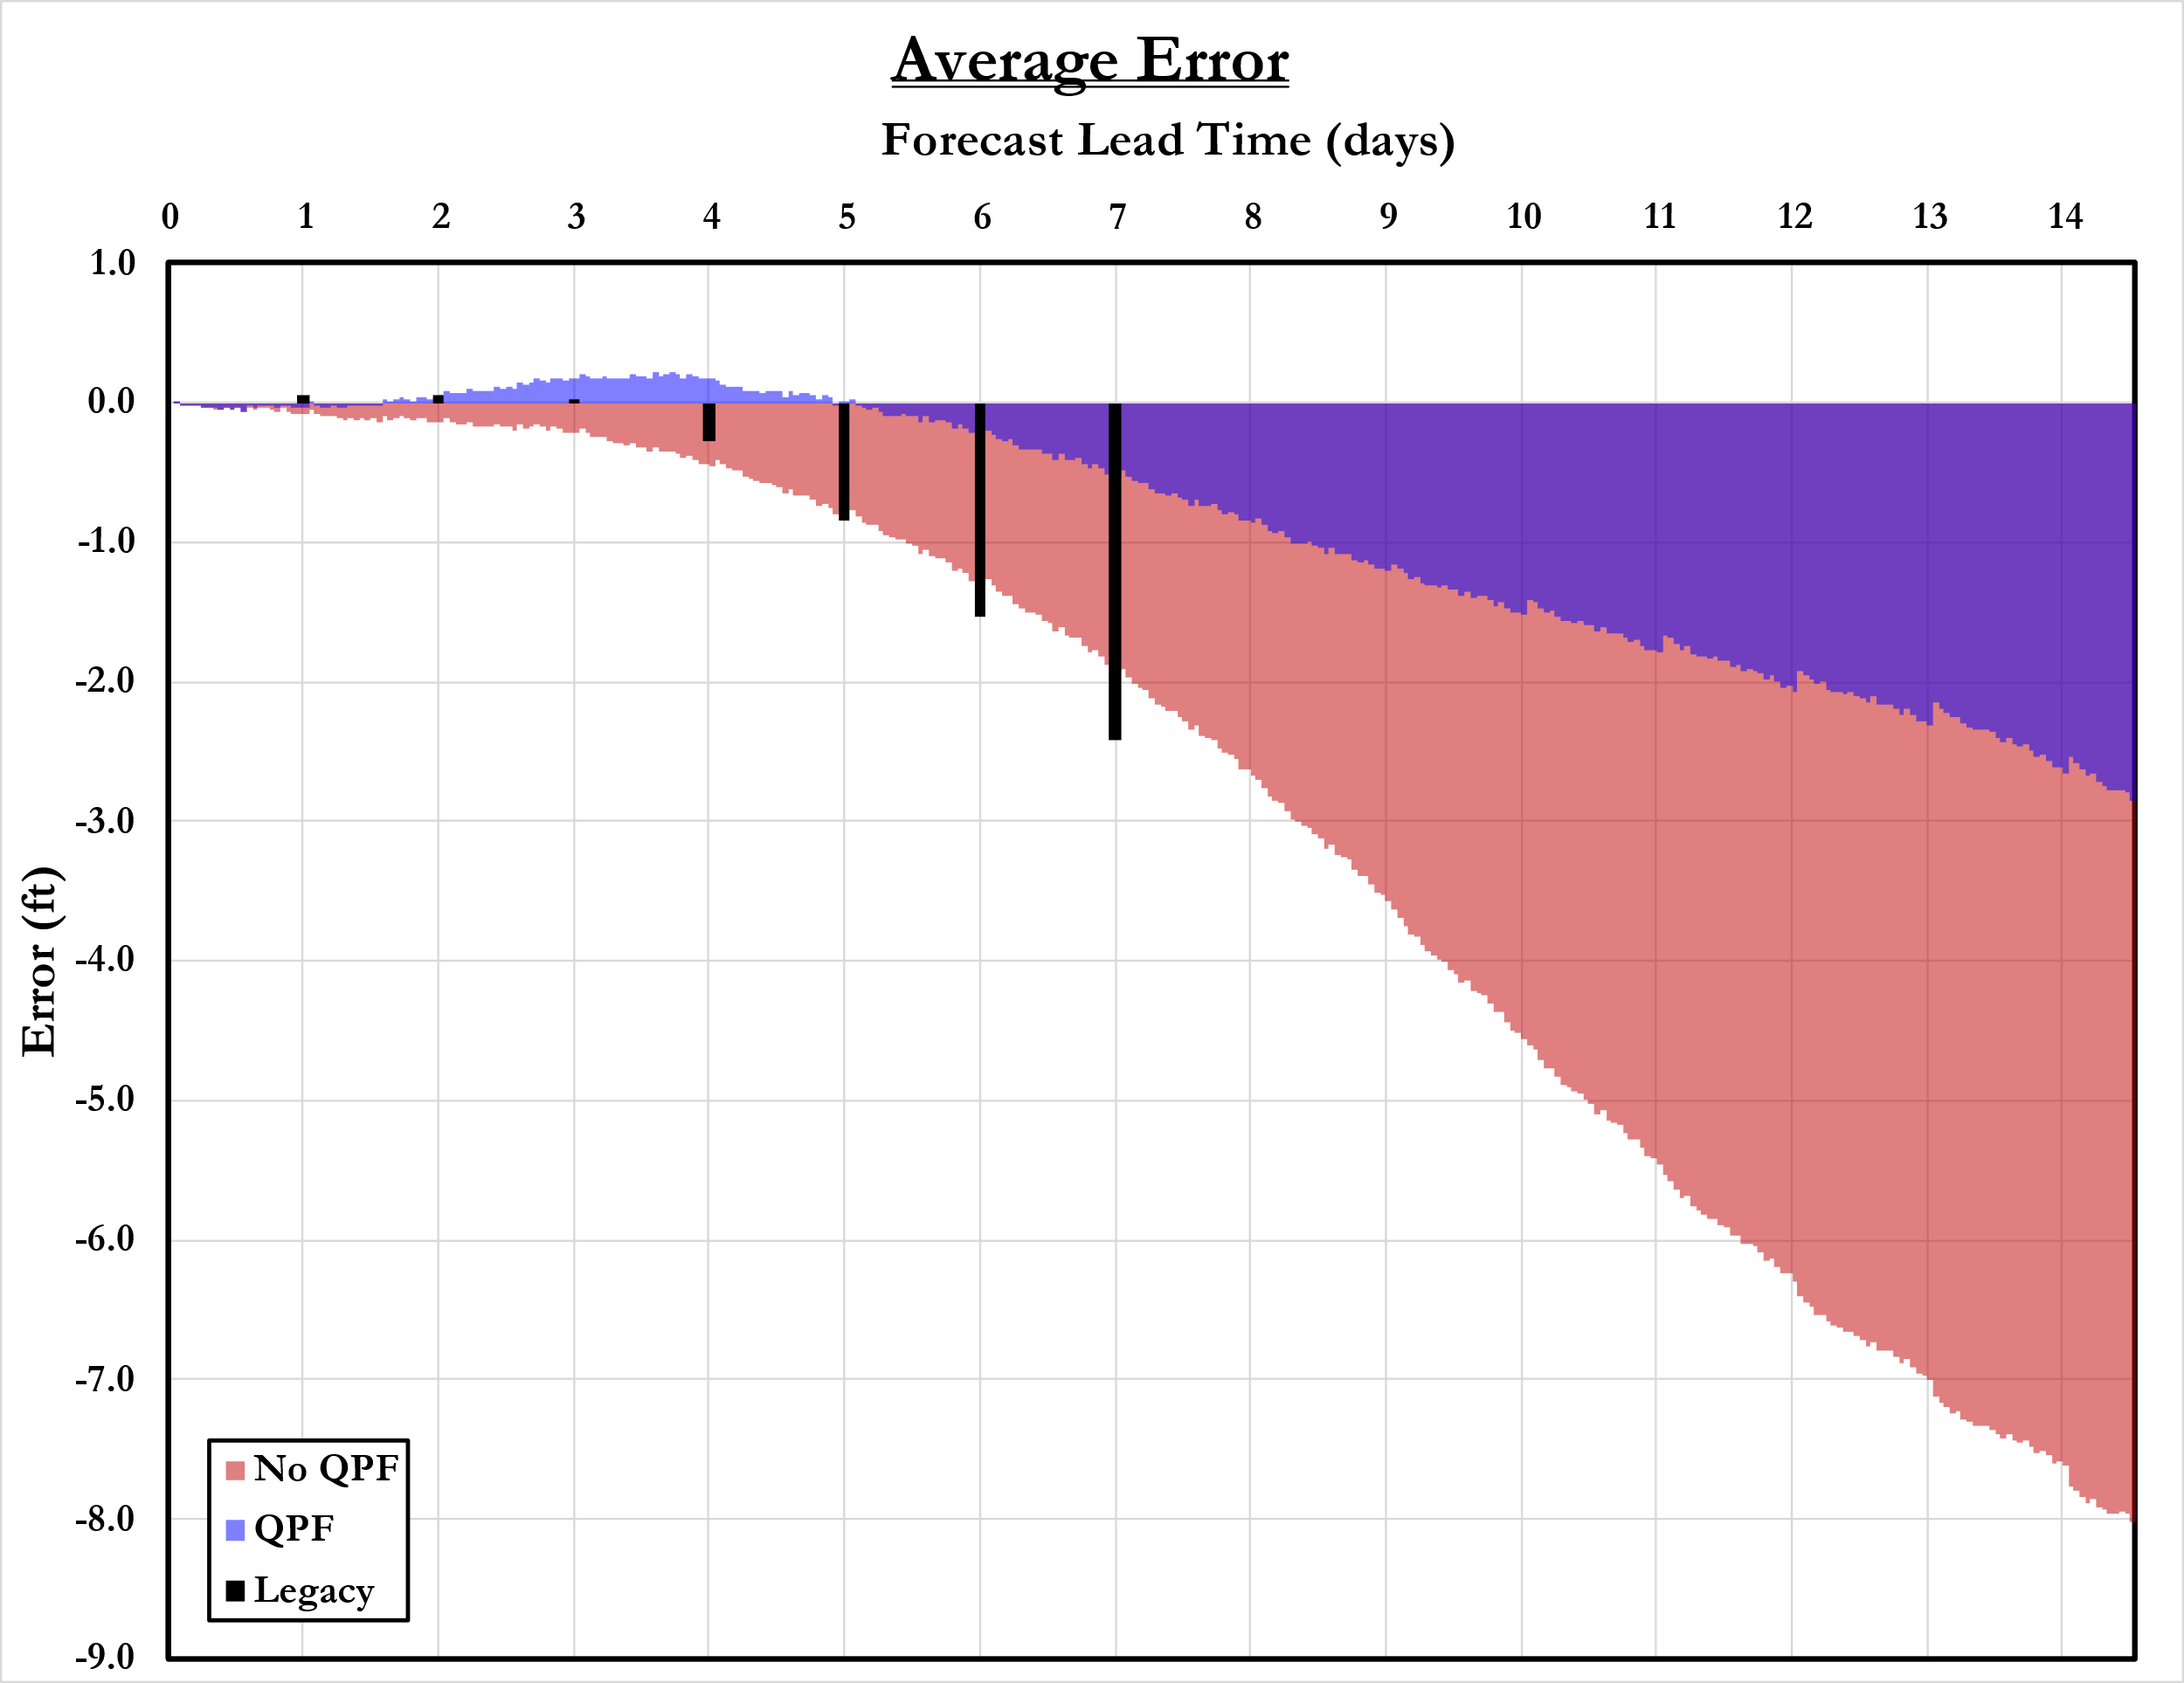 Average Error
Forecast Lead Time (days)
0 1 2 3 4 5 6 7 8 9 10 11 12 13 14
1.0
0.0
-1.0
-2.0
-3.0
-4.0
-5.0
-6.0
-7.0
-8.0
-9.0
Error (ft)
No QPF
QPF
Legacy